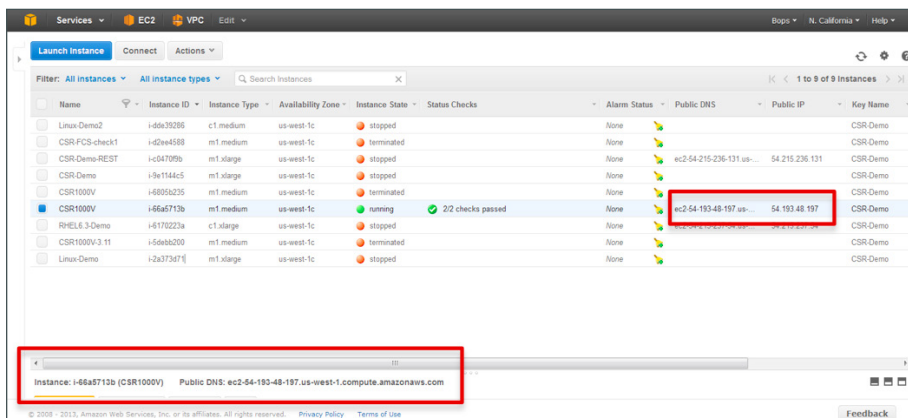 Services EC2 VPC Edit Bops N. California Help
Launch Instance Connect Actions
Filter: All instances All instance types Search Instances 1 to 9 of 9 Instances
Name Instance ID Instance Type Availability Zone Instance State Status Checks Alarm Status Public DNS Public IP Key Name
Linux-Demo2 i-dde39286 c1.medium us-west-1c stopped None CSR-Demo
CSR-FCS-check1 i-d2ee4588 m1.medium us-west-1c terminated None CSR-Demo
CSR-Demo-REST i-c0470f9b m1.xlarge us-west-1c stopped None ec2-54-215-236-131.us-... 54.215.236.131 CSR-Demo
CSR-Demo i-9e1144c5 m1.xlarge us-west-1c stopped None CSR-Demo
CSR1000V i-6805b235 m1.medium us-west-1c terminated None CSR-Demo
CSR1000V i-66a5713b m1.medium us-west-1c running 2/2 checks passed None ec2-54-193-48-197.us-... 54.193.48.197 CSR-Demo
RHEL6.3-Demo i-6170223a c1.xlarge us-west-1c stopped None CSR-Demo
CSR1000V-3.11 i-5debb200 m1.medium us-west-1c terminated None CSR-Demo
Linux-Demo i-2a373d71 m1.xlarge us-west-1c stopped None CSR-Demo
Instance: i-66a5713b (CSR1000V) Public DNS: ec2-54-193-48-197.us-west-1.compute.amazonaws.com
© 2008 - 2013, Amazon Web Services, Inc. or its affiliates. All rights reserved. Privacy Policy Terms of Use Feedback